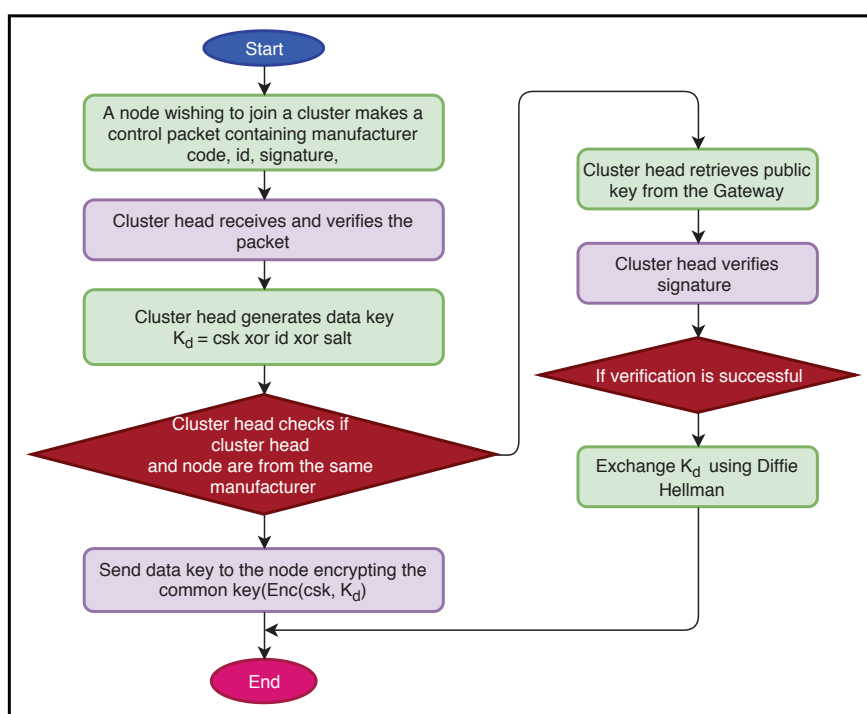 Start
A node wishing to join a cluster makes a
control packet containing manufacturer
code, id, signature,
Cluster head receives and verifies the
packet
Cluster head generates data key
K_d = csk xor id xor salt
Cluster head checks if
cluster head
and node are from the same
manufacturer
Send data key to the node encrypting the
common key(Enc(csk, K_d)
End
Cluster head retrieves public
key from the Gateway
Cluster head verifies
signature
If verification is successful
Exchange K_d using Diffie
Hellman